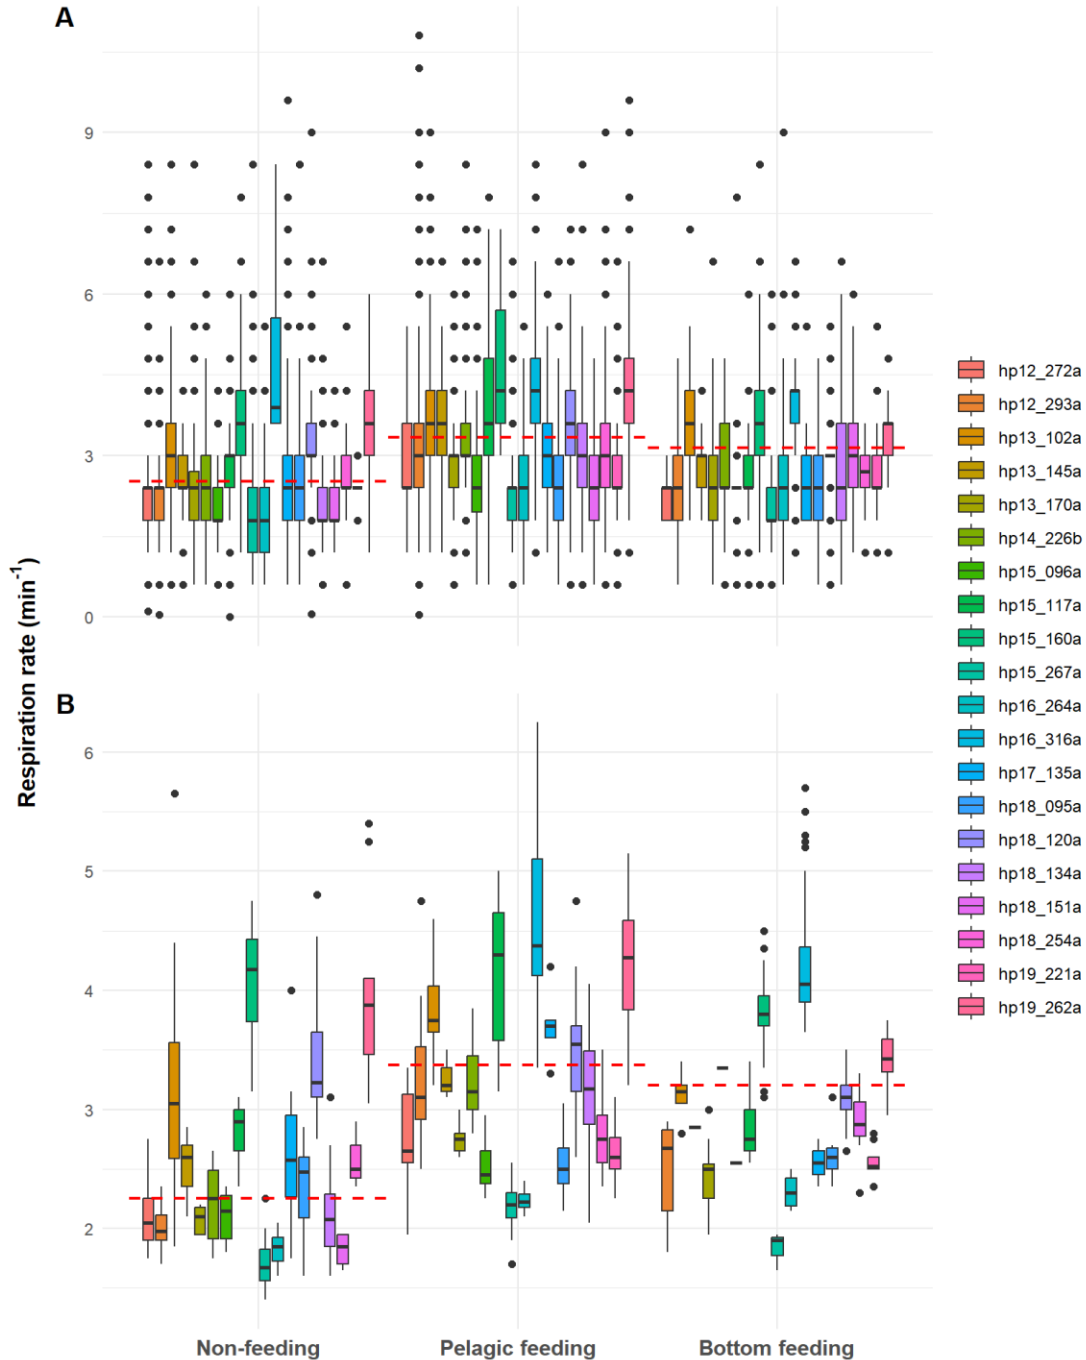 A
9
6
3
0
Respiration rate (min⁻¹)
B
6
5
4
3
2
Non-feeding Pelagic feeding Bottom feeding
hp12_272a
hp12_293a
hp13_102a
hp13_145a
hp13_170a
hp14_226b
hp15_096a
hp15_117a
hp15_160a
hp15_267a
hp16_264a
hp16_316a
hp17_135a
hp18_095a
hp18_120a
hp18_134a
hp18_151a
hp18_254a
hp19_221a
hp19_262a